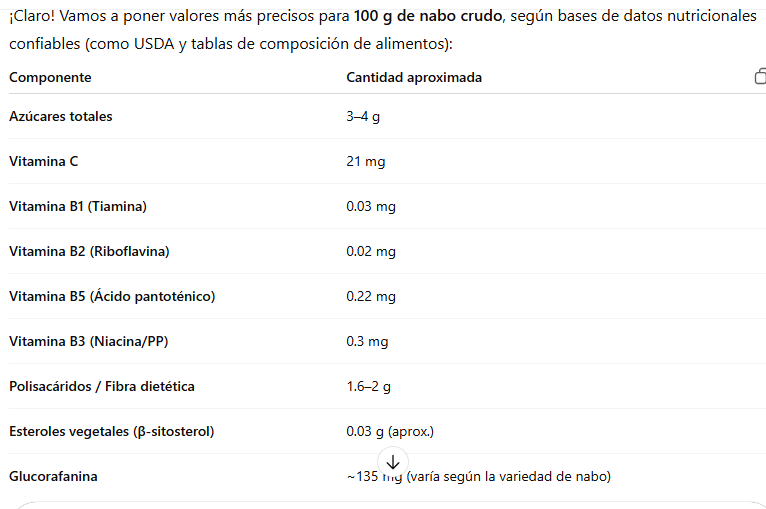 ¡Claro! Vamos a poner valores más precisos para 100 g de nabo crudo, según bases de datos nutricionales
confiables (como USDA y tablas de composición de alimentos):
Componente Cantidad aproximada
Azúcares totales 3–4 g
Vitamina C 21 mg
Vitamina B1 (Tiamina) 0.03 mg
Vitamina B2 (Riboflavina) 0.02 mg
Vitamina B5 (Ácido pantoténico) 0.22 mg
Vitamina B3 (Niacina/PP) 0.3 mg
Polisacáridos / Fibra dietética 1.6–2 g
Esteroles vegetales (β-sitosterol) 0.03 g (aprox.)
Glucorafanina ~135 mg (varía según la variedad de nabo)